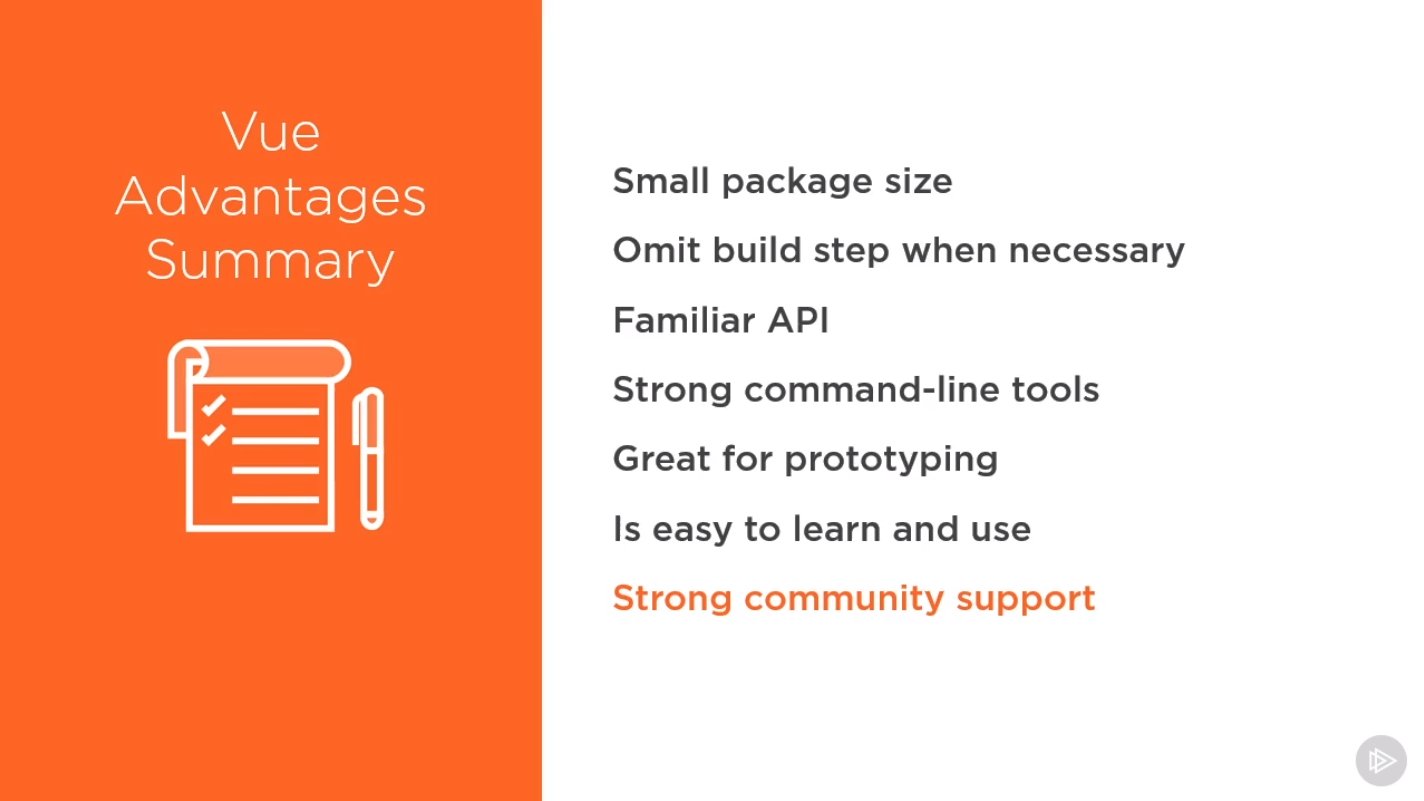 Vue
Advantages
Summary
Small package size
Omit build step when necessary
Familiar API
Strong command-line tools
Great for prototyping
Is easy to learn and use
Strong community support